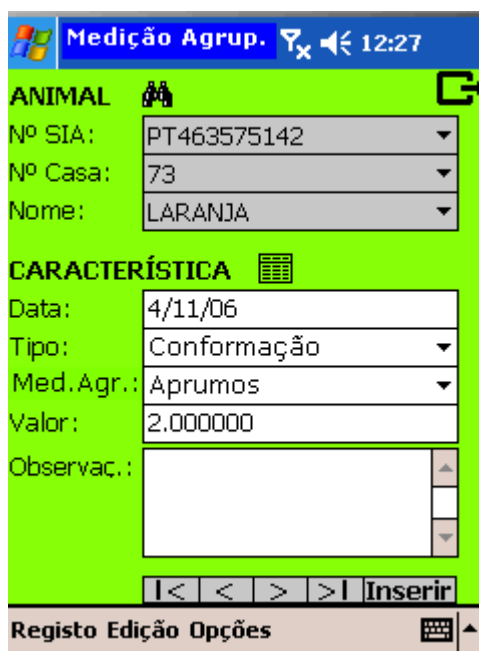 Medição Agrup. 12:27
ANIMAL
Nº SIA: PT463575142
Nº Casa: 73
Nome: LARANJA
CARACTERÍSTICA
Data: 4/11/06
Tipo: Conformação
Med.Agr.: Aprumos
Valor: 2.000000
Observaç.:
|< < > >| Inserir
Registo Edição Opções